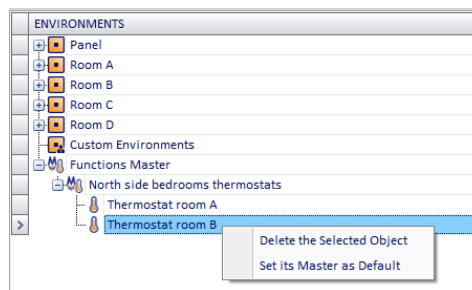 ENVIRONMENTS
Panel
Room A
Room B
Room C
Room D
Custom Environments
Functions Master
North side bedrooms thermostats
Thermostat room A
Thermostat room B
Delete the Selected Object
Set its Master as Default